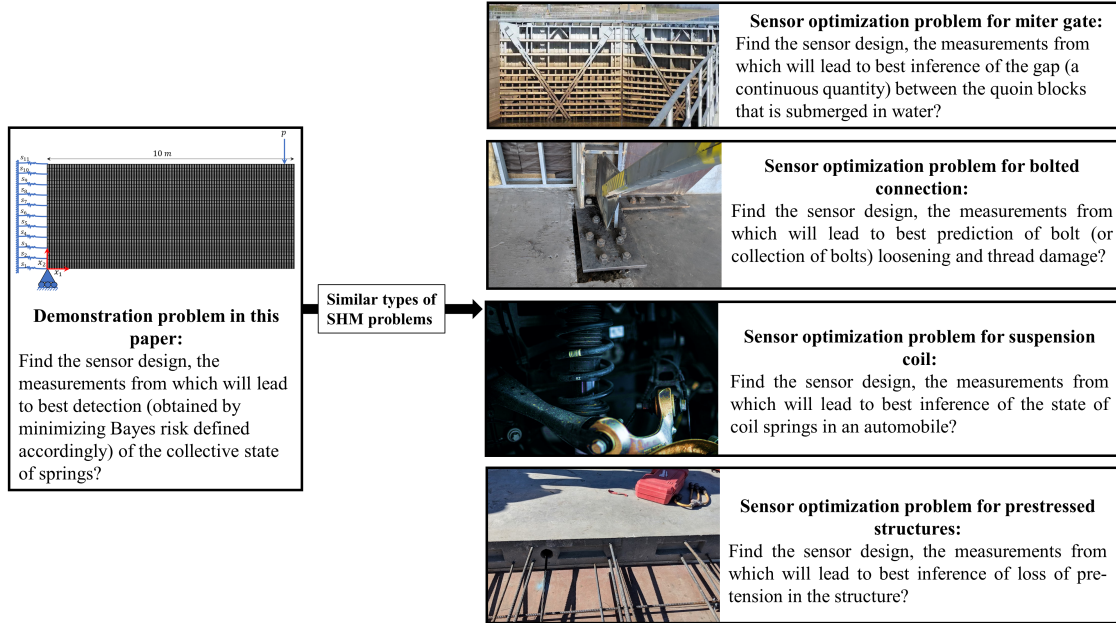 p
10 m
s₁₁
s₁₀
s₉
s₈
s₇
s₆
s₅
s₄
s₃
s₂
s₁
x₂
x₁
Demonstration problem in this
paper:
Find the sensor design, the
measurements from which will lead
to best detection (obtained by
minimizing Bayes risk defined
accordingly) of the collective state
of springs?
Similar types of
SHM problems
Sensor optimization problem for miter gate:
Find the sensor design, the measurements from
which will lead to best inference of the gap (a
continuous quantity) between the quoin blocks
that is submerged in water?
Sensor optimization problem for bolted
connection:
Find the sensor design, the measurements from
which will lead to best prediction of bolt (or
collection of bolts) loosening and thread damage?
Sensor optimization problem for suspension
coil:
Find the sensor design, the measurements from
which will lead to best inference of the state of
coil springs in an automobile?
Sensor optimization problem for prestressed
structures:
Find the sensor design, the measurements from
which will lead to best inference of loss of pre-
tension in the structure?